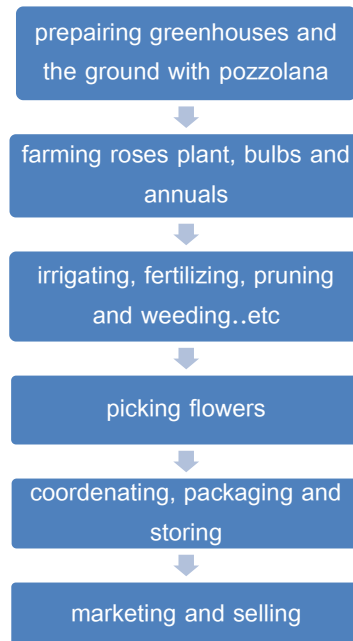 prepairing greenhouses and
the ground with pozzolana
farming roses plant, bulbs and
annuals
irrigating, fertilizing, pruning
and weeding..etc
picking flowers
coordenating, packaging and
storing
marketing and selling